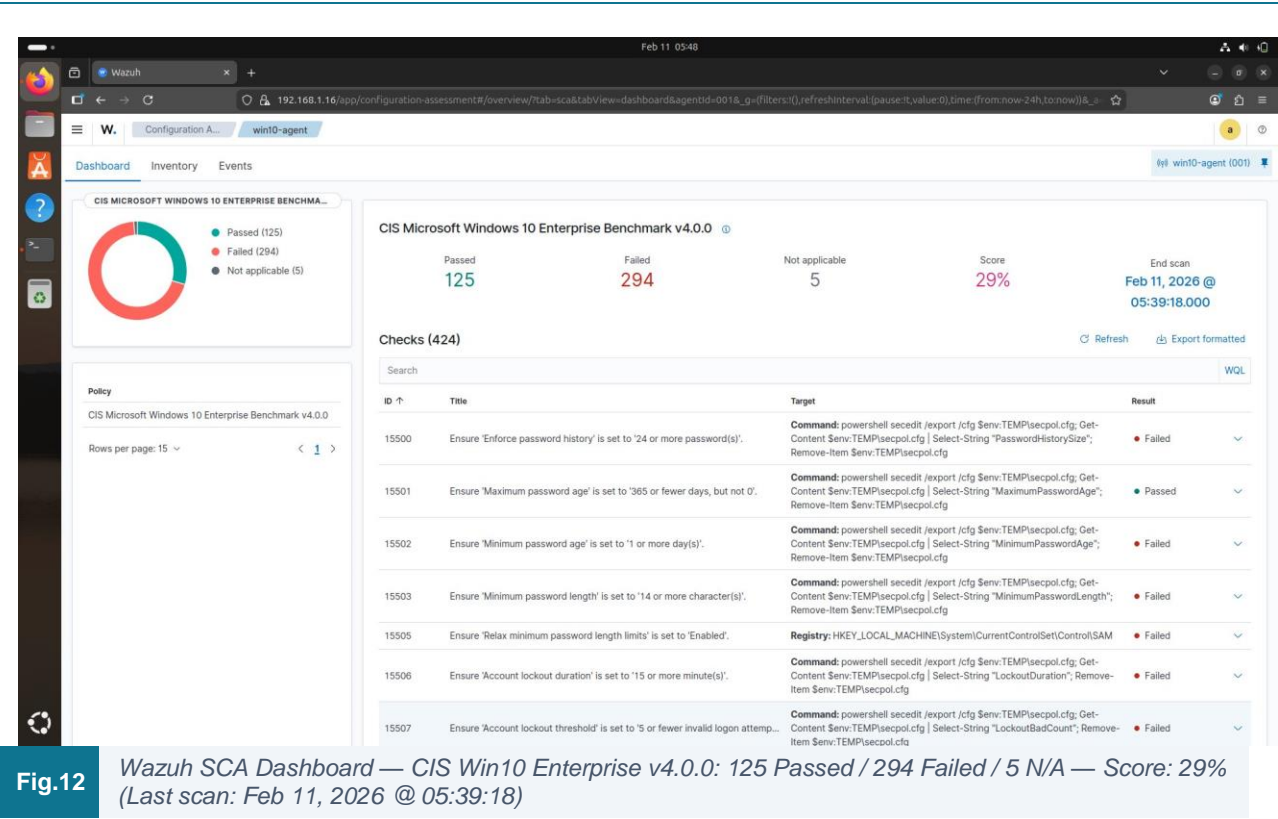 Feb 11 05:48
Wazuh × +
192.168.1.16/app/configuration-assessment#/overview/?tab=sca&tabView=dashboard&agentId=001&_g=(filters:!(),refreshInterval:(pause:!t,value:0),time:(from:now-24h,to:now))&_a=
W. Configuration A... win10-agent a
Dashboard Inventory Events win10-agent (001)
CIS MICROSOFT WINDOWS 10 ENTERPRISE BENCHMA...
Passed (125)
Failed (294)
Not applicable (5)
Policy
CIS Microsoft Windows 10 Enterprise Benchmark v4.0.0
Rows per page: 15 < 1 >
CIS Microsoft Windows 10 Enterprise Benchmark v4.0.0
Passed Failed Not applicable Score End scan
125 294 5 29% Feb 11, 2026 @
05:39:18.000
Checks (424) Refresh Export formatted
Search WQL
ID ↑ Title Target Result
15500 Ensure 'Enforce password history' is set to '24 or more password(s)'. Command: powershell secedit /export /cfg $env:TEMP\secpol.cfg; Get-
Content $env:TEMP\secpol.cfg | Select-String "PasswordHistorySize"; Failed
Remove-Item $env:TEMP\secpol.cfg
15501 Ensure 'Maximum password age' is set to '365 or fewer days, but not 0'. Command: powershell secedit /export /cfg $env:TEMP\secpol.cfg; Get-
Content $env:TEMP\secpol.cfg | Select-String "MaximumPasswordAge"; Passed
Remove-Item $env:TEMP\secpol.cfg
15502 Ensure 'Minimum password age' is set to '1 or more day(s)'. Command: powershell secedit /export /cfg $env:TEMP\secpol.cfg; Get-
Content $env:TEMP\secpol.cfg | Select-String "MinimumPasswordAge"; Failed
Remove-Item $env:TEMP\secpol.cfg
15503 Ensure 'Minimum password length' is set to '14 or more character(s)'. Command: powershell secedit /export /cfg $env:TEMP\secpol.cfg; Get-
Content $env:TEMP\secpol.cfg | Select-String "MinimumPasswordLength"; Failed
Remove-Item $env:TEMP\secpol.cfg
15505 Ensure 'Relax minimum password length limits' is set to 'Enabled'. Registry: HKEY_LOCAL_MACHINE\System\CurrentControlSet\Control\SAM Failed
15506 Ensure 'Account lockout duration' is set to '15 or more minute(s)'. Command: powershell secedit /export /cfg $env:TEMP\secpol.cfg; Get-
Content $env:TEMP\secpol.cfg | Select-String "LockoutDuration"; Remove- Failed
Item $env:TEMP\secpol.cfg
15507 Ensure 'Account lockout threshold' is set to '5 or fewer invalid logon attemp... Command: powershell secedit /export /cfg $env:TEMP\secpol.cfg; Get-
Content $env:TEMP\secpol.cfg | Select-String "LockoutBadCount"; Remove- Failed
Item $env:TEMP\secpol.cfg
Fig.12 Wazuh SCA Dashboard — CIS Win10 Enterprise v4.0.0: 125 Passed / 294 Failed / 5 N/A — Score: 29%
(Last scan: Feb 11, 2026 @ 05:39:18)